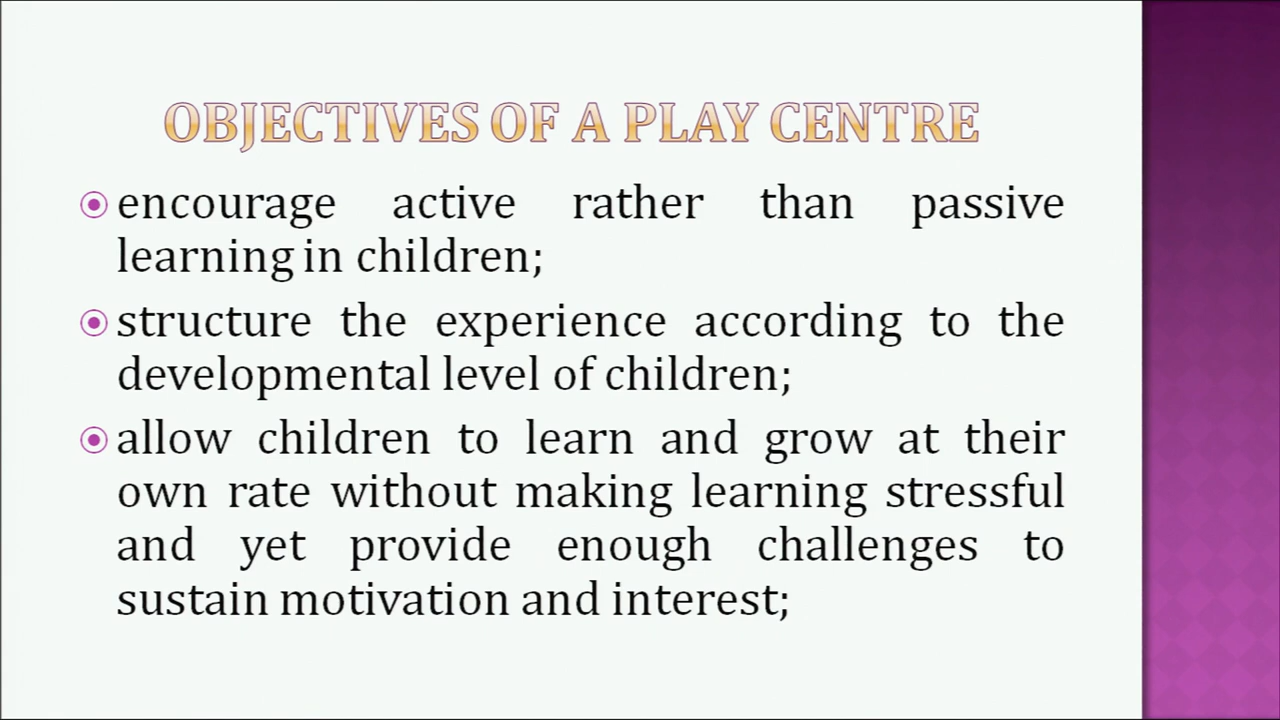 OBJECTIVES OF A PLAY CENTRE
encourage active rather than passive
learning in children;
structure the experience according to the
developmental level of children;
allow children to learn and grow at their
own rate without making learning stressful
and yet provide enough challenges to
sustain motivation and interest;